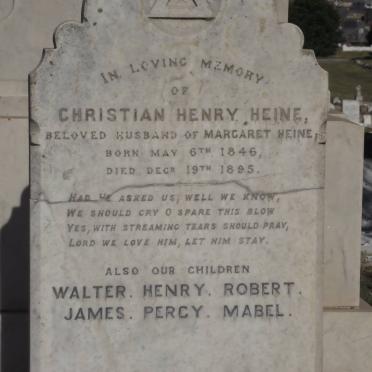 IN LOVING MEMORY
OF
CHRISTIAN HENRY HEINE,
BELOVED HUSBAND OF MARGARET HEINE,
BORN MAY 6TH 1846,
DIED DECR 19TH 1895.
HAD HE ASKED US, WELL WE KNOW,
WE SHOULD CRY O SPARE THIS BLOW
YES, WITH STREAMING TEARS SHOULD PRAY,
LORD WE LOVE HIM, LET HIM STAY.
ALSO OUR CHILDREN
WALTER. HENRY. ROBERT.
JAMES. PERCY. MABEL.